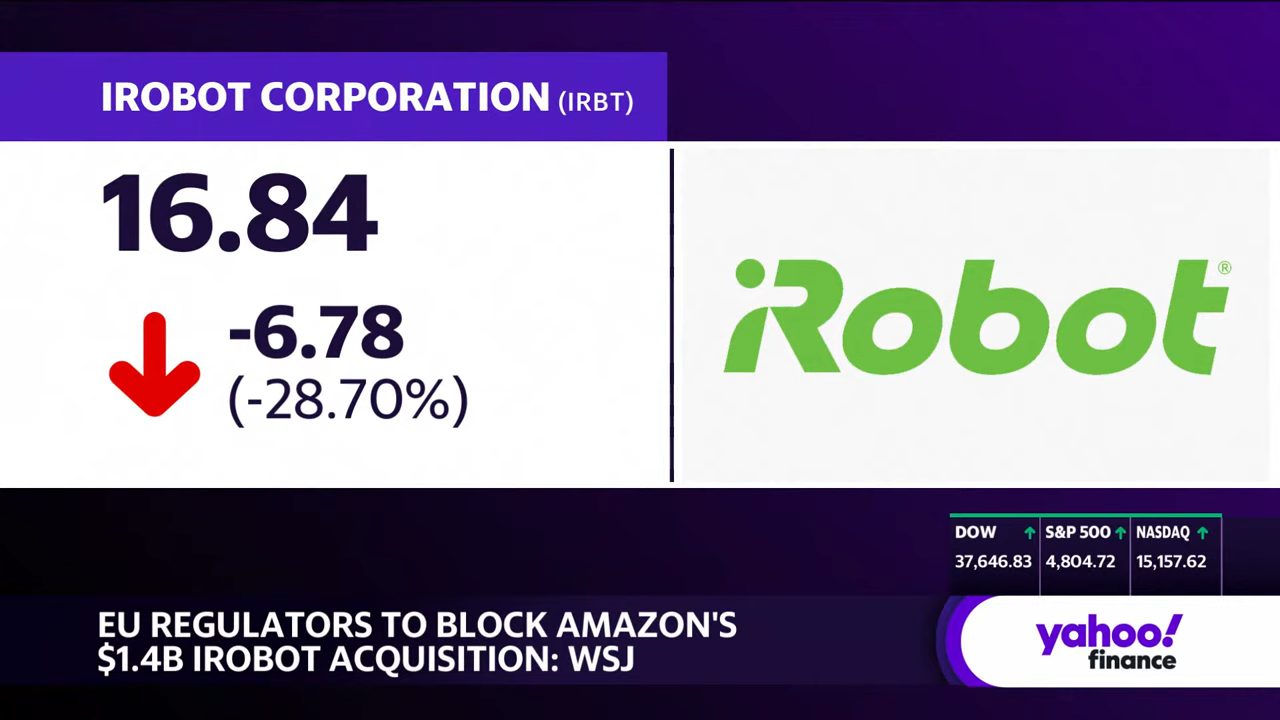 IROBOT CORPORATION (IRBT)
16.84
-6.78
(-28.70%)
iRobot®
DOW S&P 500 NASDAQ
37,646.83 4,804.72 15,157.62
EU REGULATORS TO BLOCK AMAZON'S
$1.4B IROBOT ACQUISITION: WSJ
yahoo!
finance